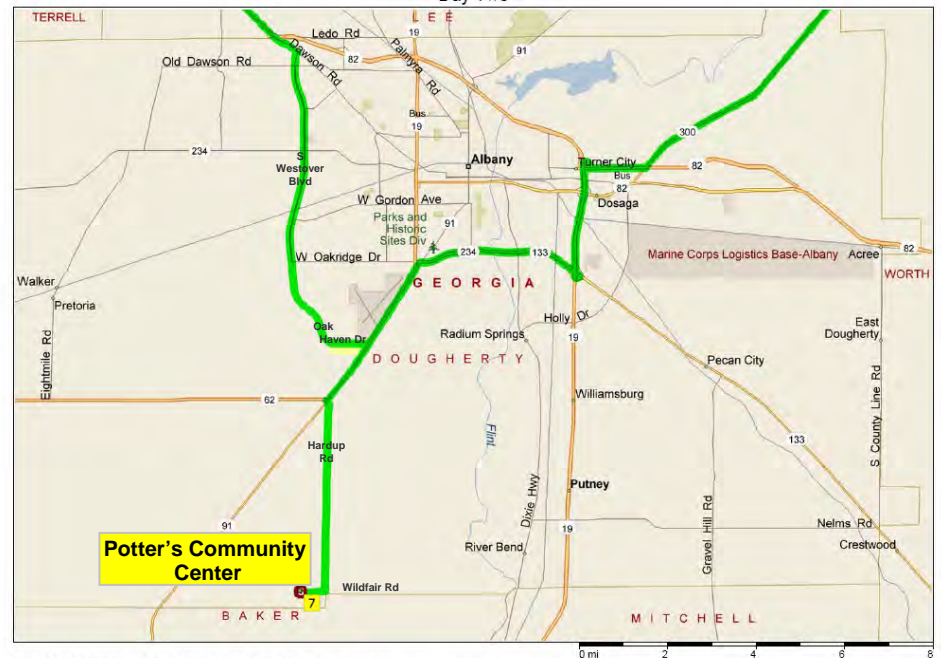 TERRELL
L E E
Ledo Rd
19
91
Old Dawson Rd
Dawson Rd
82
Palmyra Rd
300
Bus
19
234
Albany
Turner City
82
S
Westover
Blvd
Bus
82
Dosaga
W Gordon Ave
Parks and
Historic
Sites Div
91
234
133
W Oakridge Dr
Marine Corps Logistics Base-Albany
Acree
82
WORTH
G E O R G I A
Walker
Pretoria
Holly Dr
Oak
Haven Dr
Radium Springs
East
Dougherty
19
D O U G H E R T Y
Pecan City
Eightmile Rd
S County Line Rd
62
Williamsburg
Flint
Hardup
Rd
133
Putney
Dixie Hwy
Gravel Hill Rd
91
19
Nelms Rd
Potter's Community
Center
River Bend
Crestwood
Wildfair Rd
7
B A K E R
M I T C H E L L
0 mi
2
4
6
8